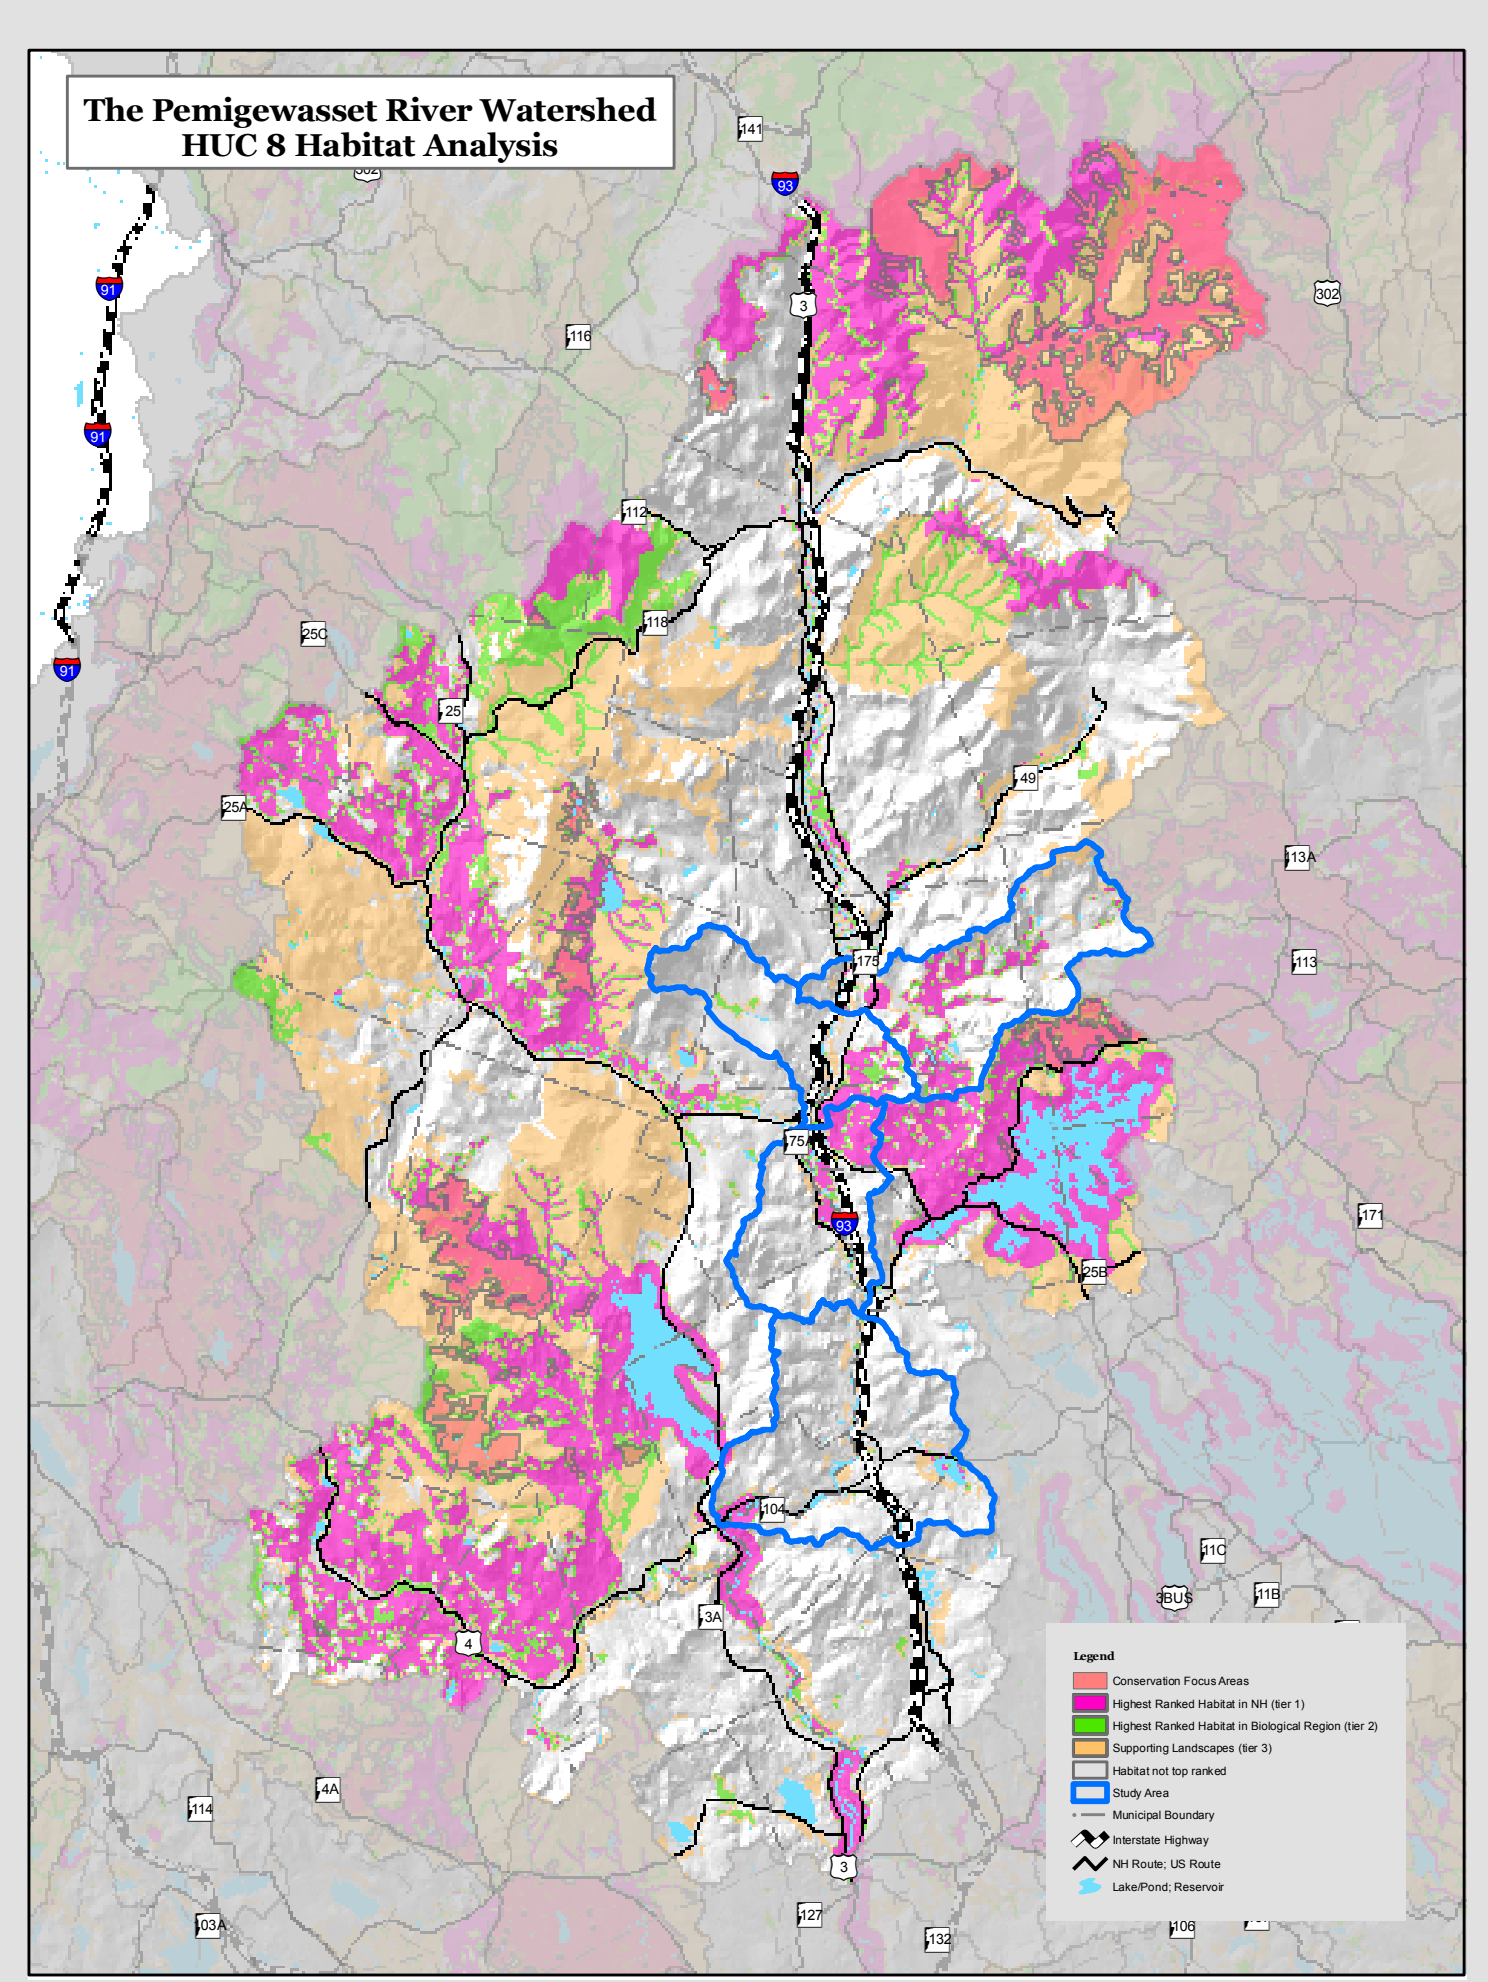 The Pemigewasset River Watershed
HUC 8 Habitat Analysis
141
302
93
91
302
3
116
91
112
118
25C
91
25
49
25A
13A
175
113
75A
171
93
25B
104
11C
3BUS
11B
3A
4
Legend
Conservation Focus Areas
Highest Ranked Habitat in NH (tier 1)
Highest Ranked Habitat in Biological Region (tier 2)
Supporting Landscapes (tier 3)
Habitat not top ranked
Study Area
Municipal Boundary
Interstate Highway
NH Route; US Route
Lake/Pond; Reservoir
4A
114
3
127
03A
132
106